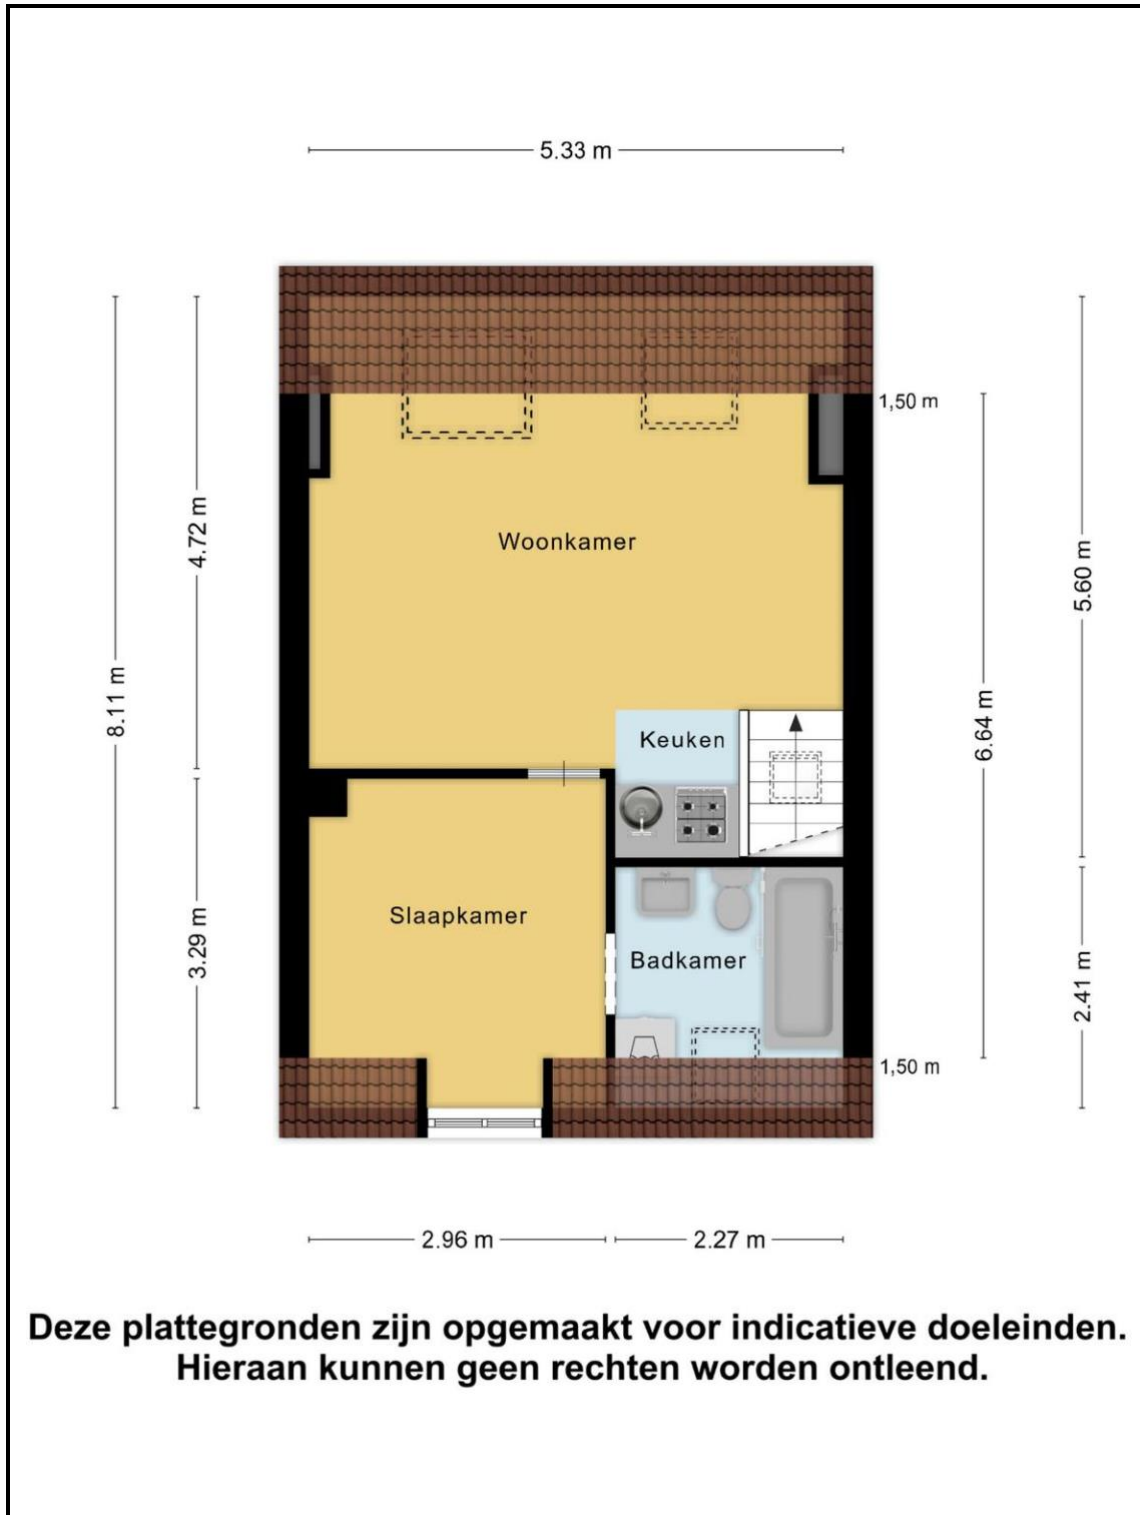 5.33 m
1,50 m
4.72 m
Woonkamer
5.60 m
8.11 m
6.64 m
Keuken
Slaapkamer
3.29 m
Badkamer
2.41 m
1,50 m
2.96 m
2.27 m
Deze plattegronden zijn opgemaakt voor indicatieve doeleinden.
Hieraan kunnen geen rechten worden ontleend.